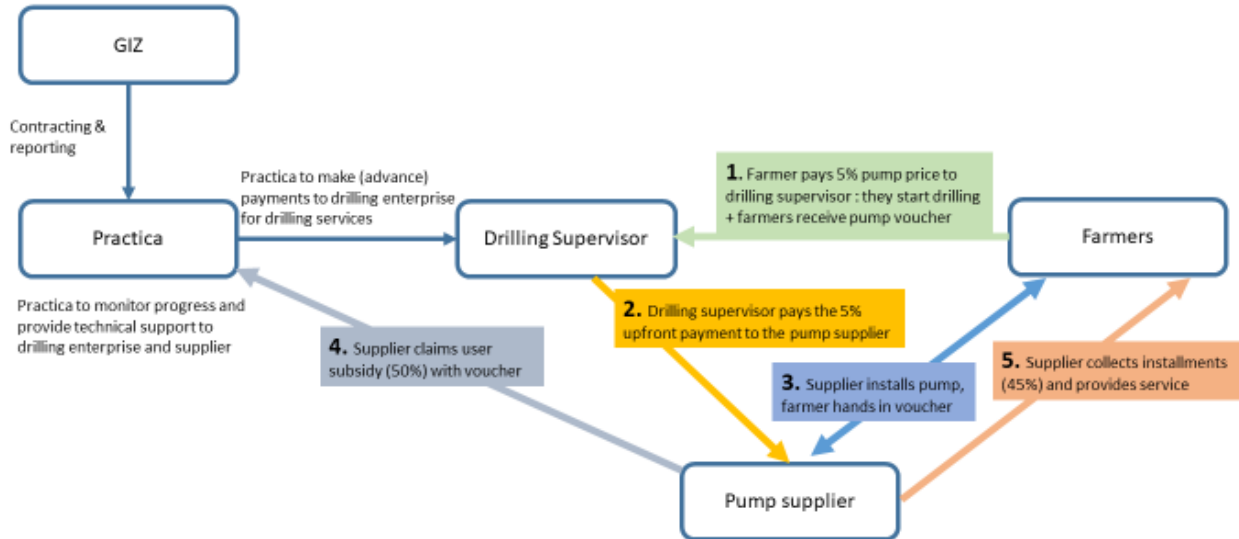 GIZ
Contracting &
reporting
Practica to make (advance)
payments to drilling enterprise
for drilling services
1. Farmer pays 5% pump price to
drilling supervisor : they start drilling
+ farmers receive pump voucher
Practica
Drilling Supervisor
Farmers
Practica to monitor progress and
provide technical support to
drilling enterprise and supplier
2. Drilling supervisor pays the 5%
upfront payment to the pump supplier
4. Supplier claims user
subsidy (50%) with voucher
3. Supplier installs pump,
farmer hands in voucher
5. Supplier collects installments
(45%) and provides service
Pump supplier